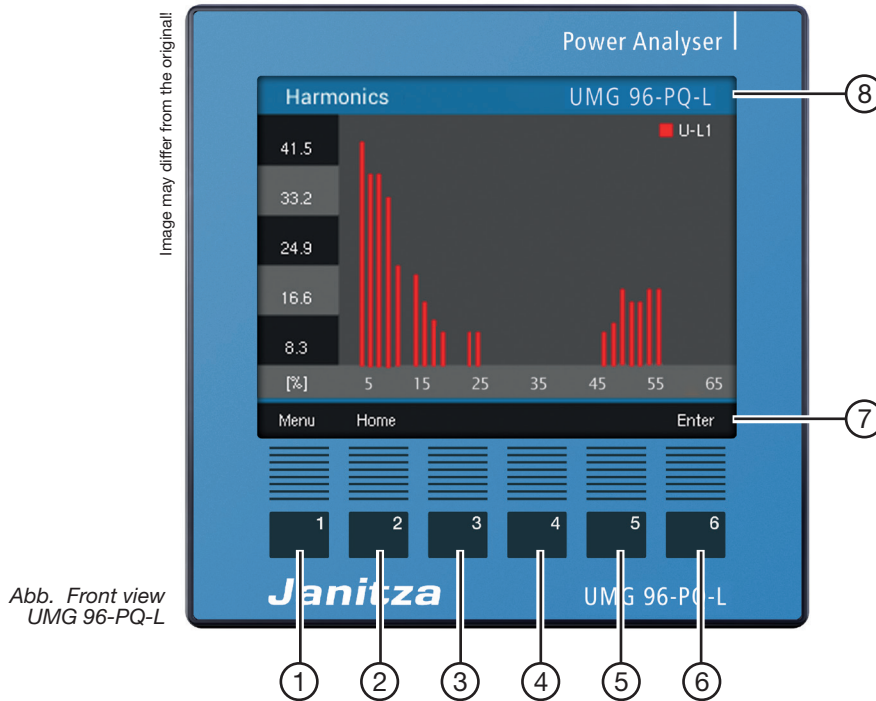 Image may differ from the original!
Power Analyser
Harmonics UMG 96-PQ-L
8
U-L1
41.5
33.2
24.9
16.6
8.3
[%] 5 15 25 35 45 55 65
Menu Home Enter
7
1 2 3 4 5 6
Janitza UMG 96-PQ-L
Abb. Front view
UMG 96-PQ-L
1 2 3 4 5 6